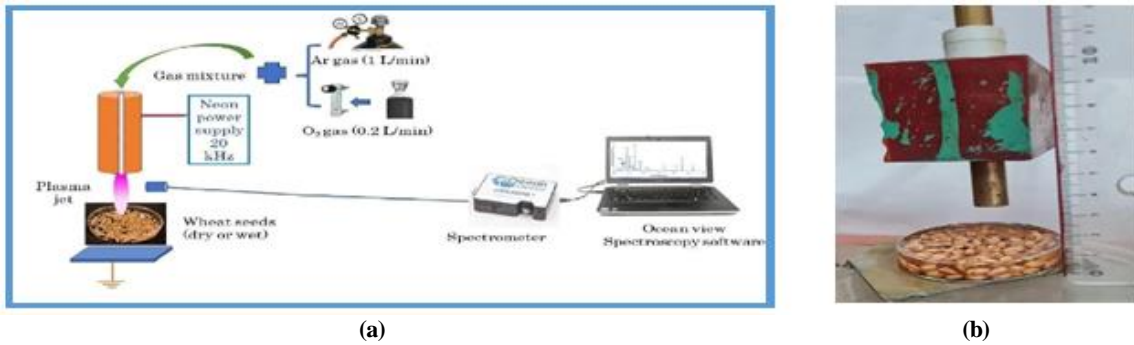 Ar gas (1 L/min)
Gas mixture
Neon
power
supply
20
kHz
O₂ gas (0.2 L/min)
Plasma
jet
Wheat seeds
(dry or wet)
Spectrometer
Ocean view
Spectroscopy software
(a)
(b)